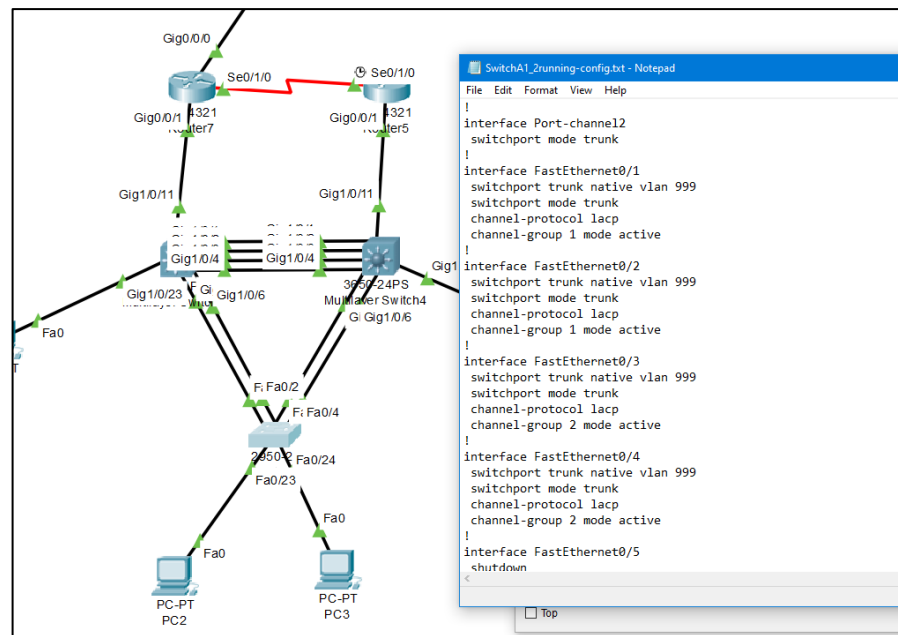 Gig0/0/0
Se0/1/0
Se0/1/0
4321
Gig0/0/1
Router7
4321
Gig0/0/1
Router5
Gig1/0/11
Gig1/0/11
Gig1/0/4
Gig1/0/4
3650-24PS
Multilayer Switch4
Gig1/0/23
Gig1/0/6
Gig1/0/6
Fa0
Fa0/2
Fa0/4
Fa0/24
Fa0/23
Fa0
Fa0
PC-PT
PC2
PC-PT
PC3
SwitchA1_2running-config.txt - Notepad
File Edit Format View Help
!
interface Port-channel2
switchport mode trunk
!
interface FastEthernet0/1
switchport trunk native vlan 999
switchport mode trunk
channel-protocol lacp
channel-group 1 mode active
!
interface FastEthernet0/2
switchport trunk native vlan 999
switchport mode trunk
channel-protocol lacp
channel-group 1 mode active
!
interface FastEthernet0/3
switchport trunk native vlan 999
switchport mode trunk
channel-protocol lacp
channel-group 2 mode active
!
interface FastEthernet0/4
switchport trunk native vlan 999
switchport mode trunk
channel-protocol lacp
channel-group 2 mode active
!
interface FastEthernet0/5
shutdown
Top